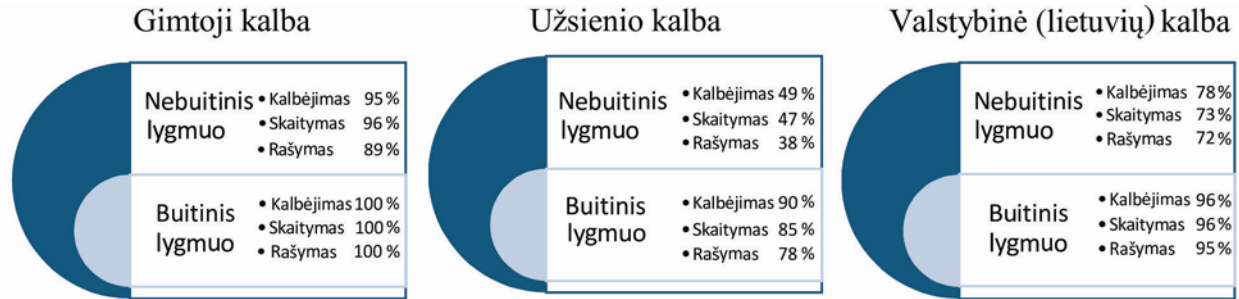 Gimtoji kalba
Nebuitinis lygmuo
• Kalbėjimas 95 %
• Skaitymas 96 %
• Rašymas 89 %
Buitinis lygmuo
• Kalbėjimas 100 %
• Skaitymas 100 %
• Rašymas 100 %
Užsienio kalba
Nebuitinis lygmuo
• Kalbėjimas 49 %
• Skaitymas 47 %
• Rašymas 38 %
Buitinis lygmuo
• Kalbėjimas 90 %
• Skaitymas 85 %
• Rašymas 78 %
Valstybinė (lietuvių) kalba
Nebuitinis lygmuo
• Kalbėjimas 78 %
• Skaitymas 73 %
• Rašymas 72 %
Buitinis lygmuo
• Kalbėjimas 96 %
• Skaitymas 96 %
• Rašymas 95 %